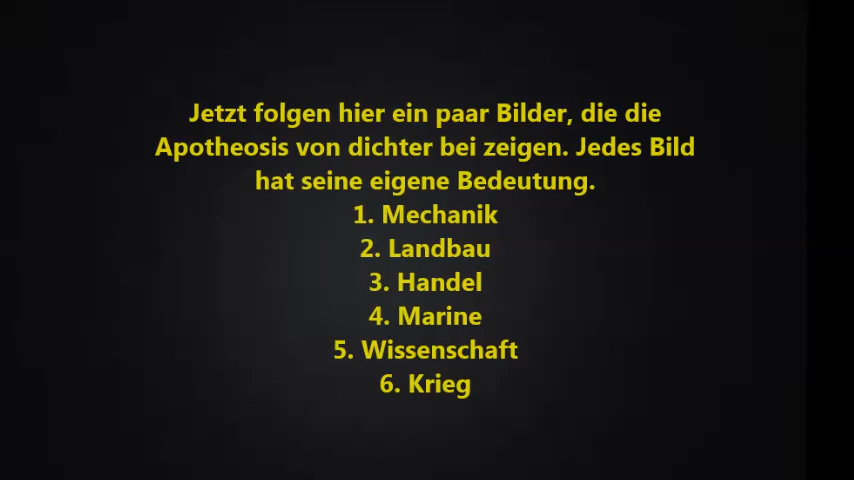 Jetzt folgen hier ein paar Bilder, die die
Apotheosis von dichter bei zeigen. Jedes Bild
hat seine eigene Bedeutung.
1. Mechanik
2. Landbau
3. Handel
4. Marine
5. Wissenschaft
6. Krieg